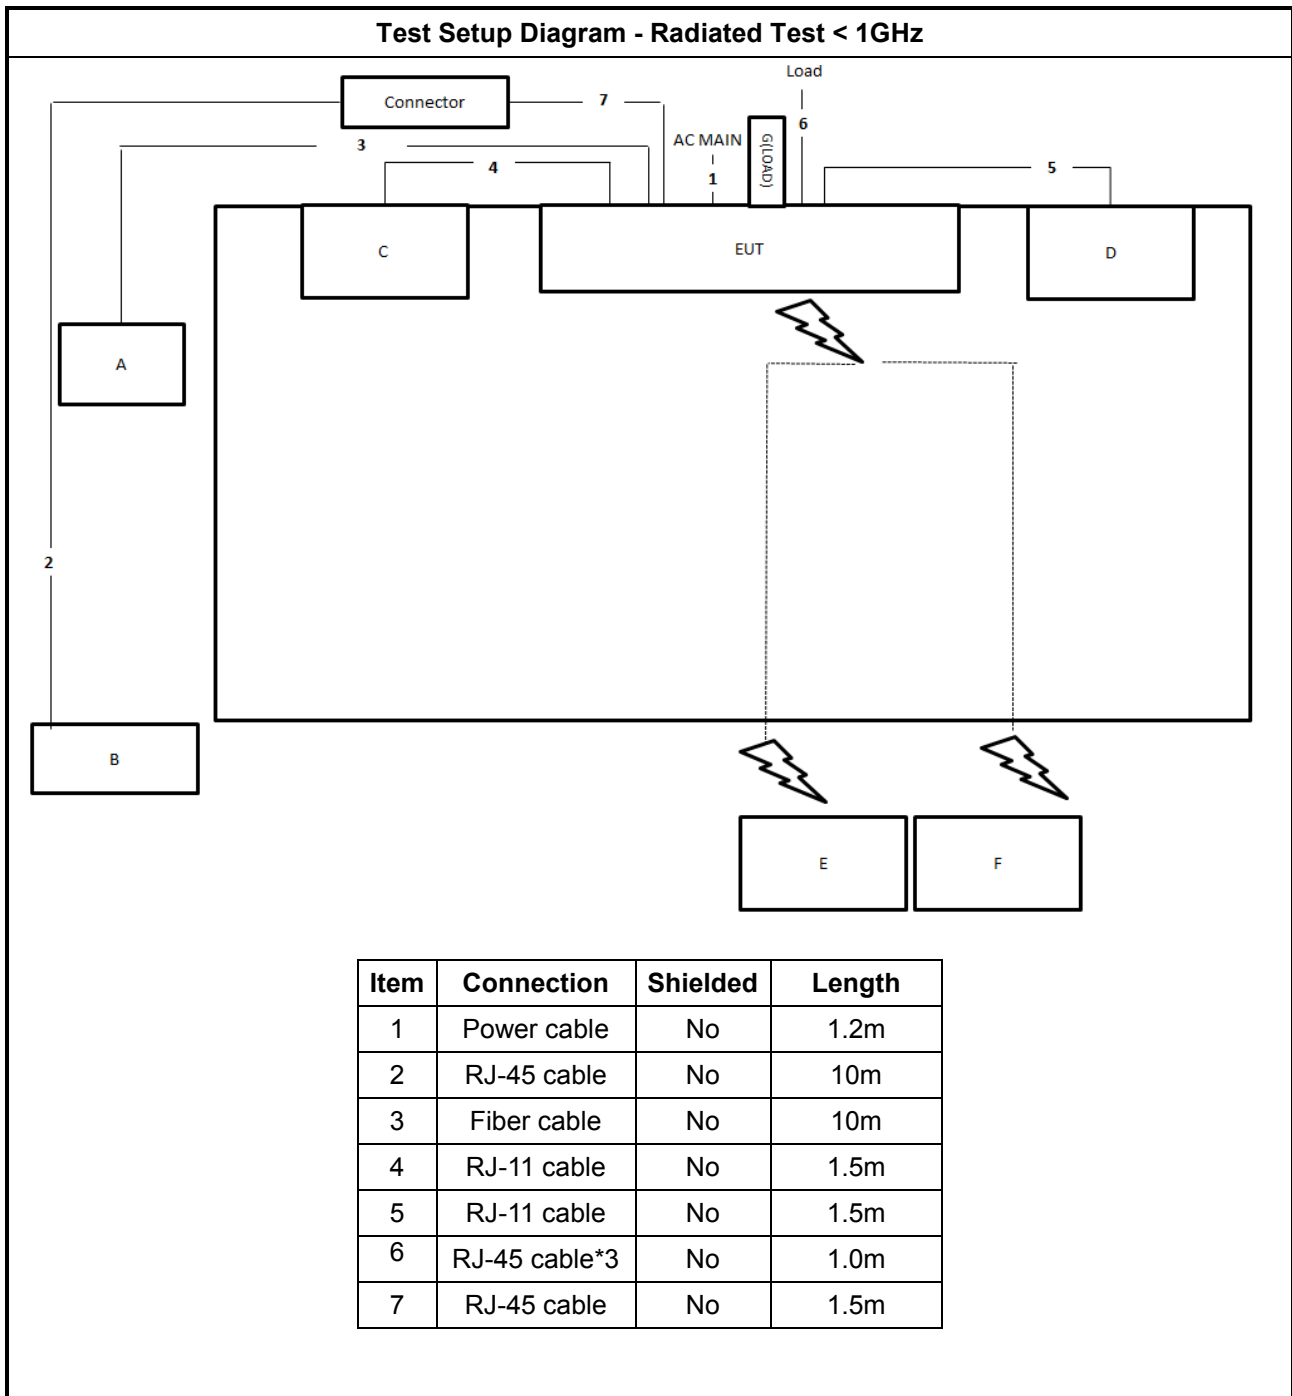 Test Setup Diagram - Radiated Test < 1GHz
Load
Connector
7
6
3
AC MAIN
G(LOAD)
4
5
1
C
EUT
D
A
2
B
E
F
Item Connection Shielded Length
1 Power cable No 1.2m
2 RJ-45 cable No 10m
3 Fiber cable No 10m
4 RJ-11 cable No 1.5m
5 RJ-11 cable No 1.5m
6 RJ-45 cable*3 No 1.0m
7 RJ-45 cable No 1.5m